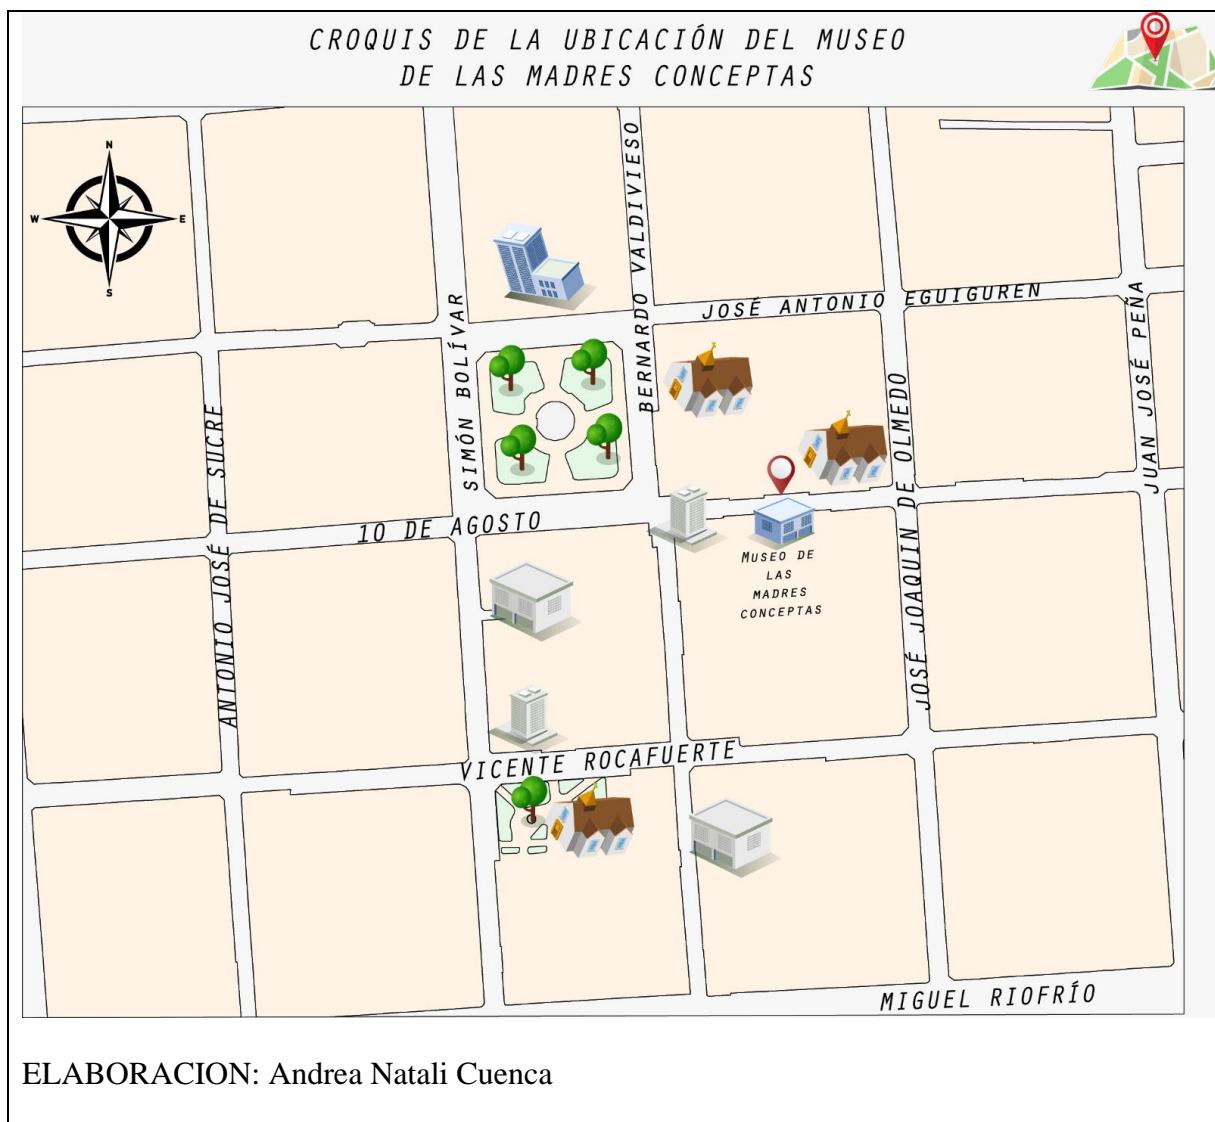 CROQUIS DE LA UBICACIÓN DEL MUSEO
DE LAS MADRES CONCEPTAS
N
W
E
S
BERNARDO VALDIVIESO
JOSÉ ANTONIO EGUIGUREN
SIMÓN BOLÍVAR
JUAN JOSÉ PEÑA
ANTONIO JOSÉ DE SUCRE
JOSÉ JOAQUIN DE OLMEDO
10 DE AGOSTO
MUSEO DE
LAS
MADRES
CONCEPTAS
VICENTE ROCAFUERTE
MIGUEL RIOFRÍO
ELABORACION: Andrea Natali Cuenca